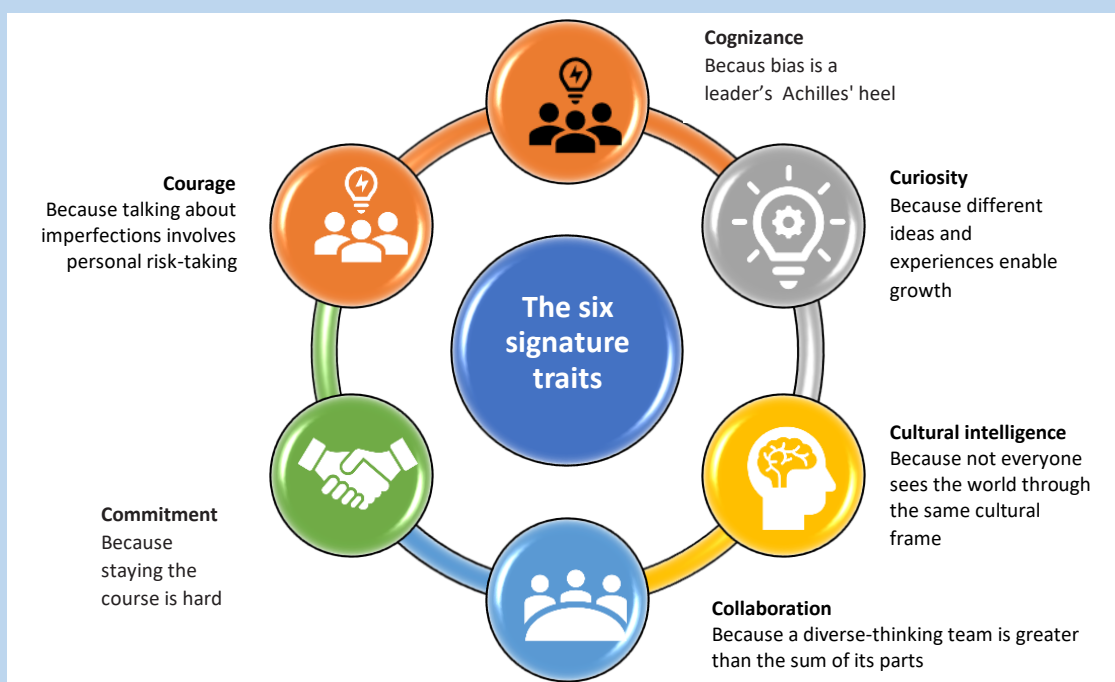 Cognizance
Becaus bias is a
leader’s  Achilles' heel
Courage
Because talking about
imperfections involves
personal risk-taking
Curiosity
Because different
ideas and
experiences enable
growth
The six
signature
traits
Cultural intelligence
Because not everyone
sees the world through
the same cultural
frame
Commitment
Because
staying the
course is hard
Collaboration
Because a diverse-thinking team is greater
than the sum of its parts